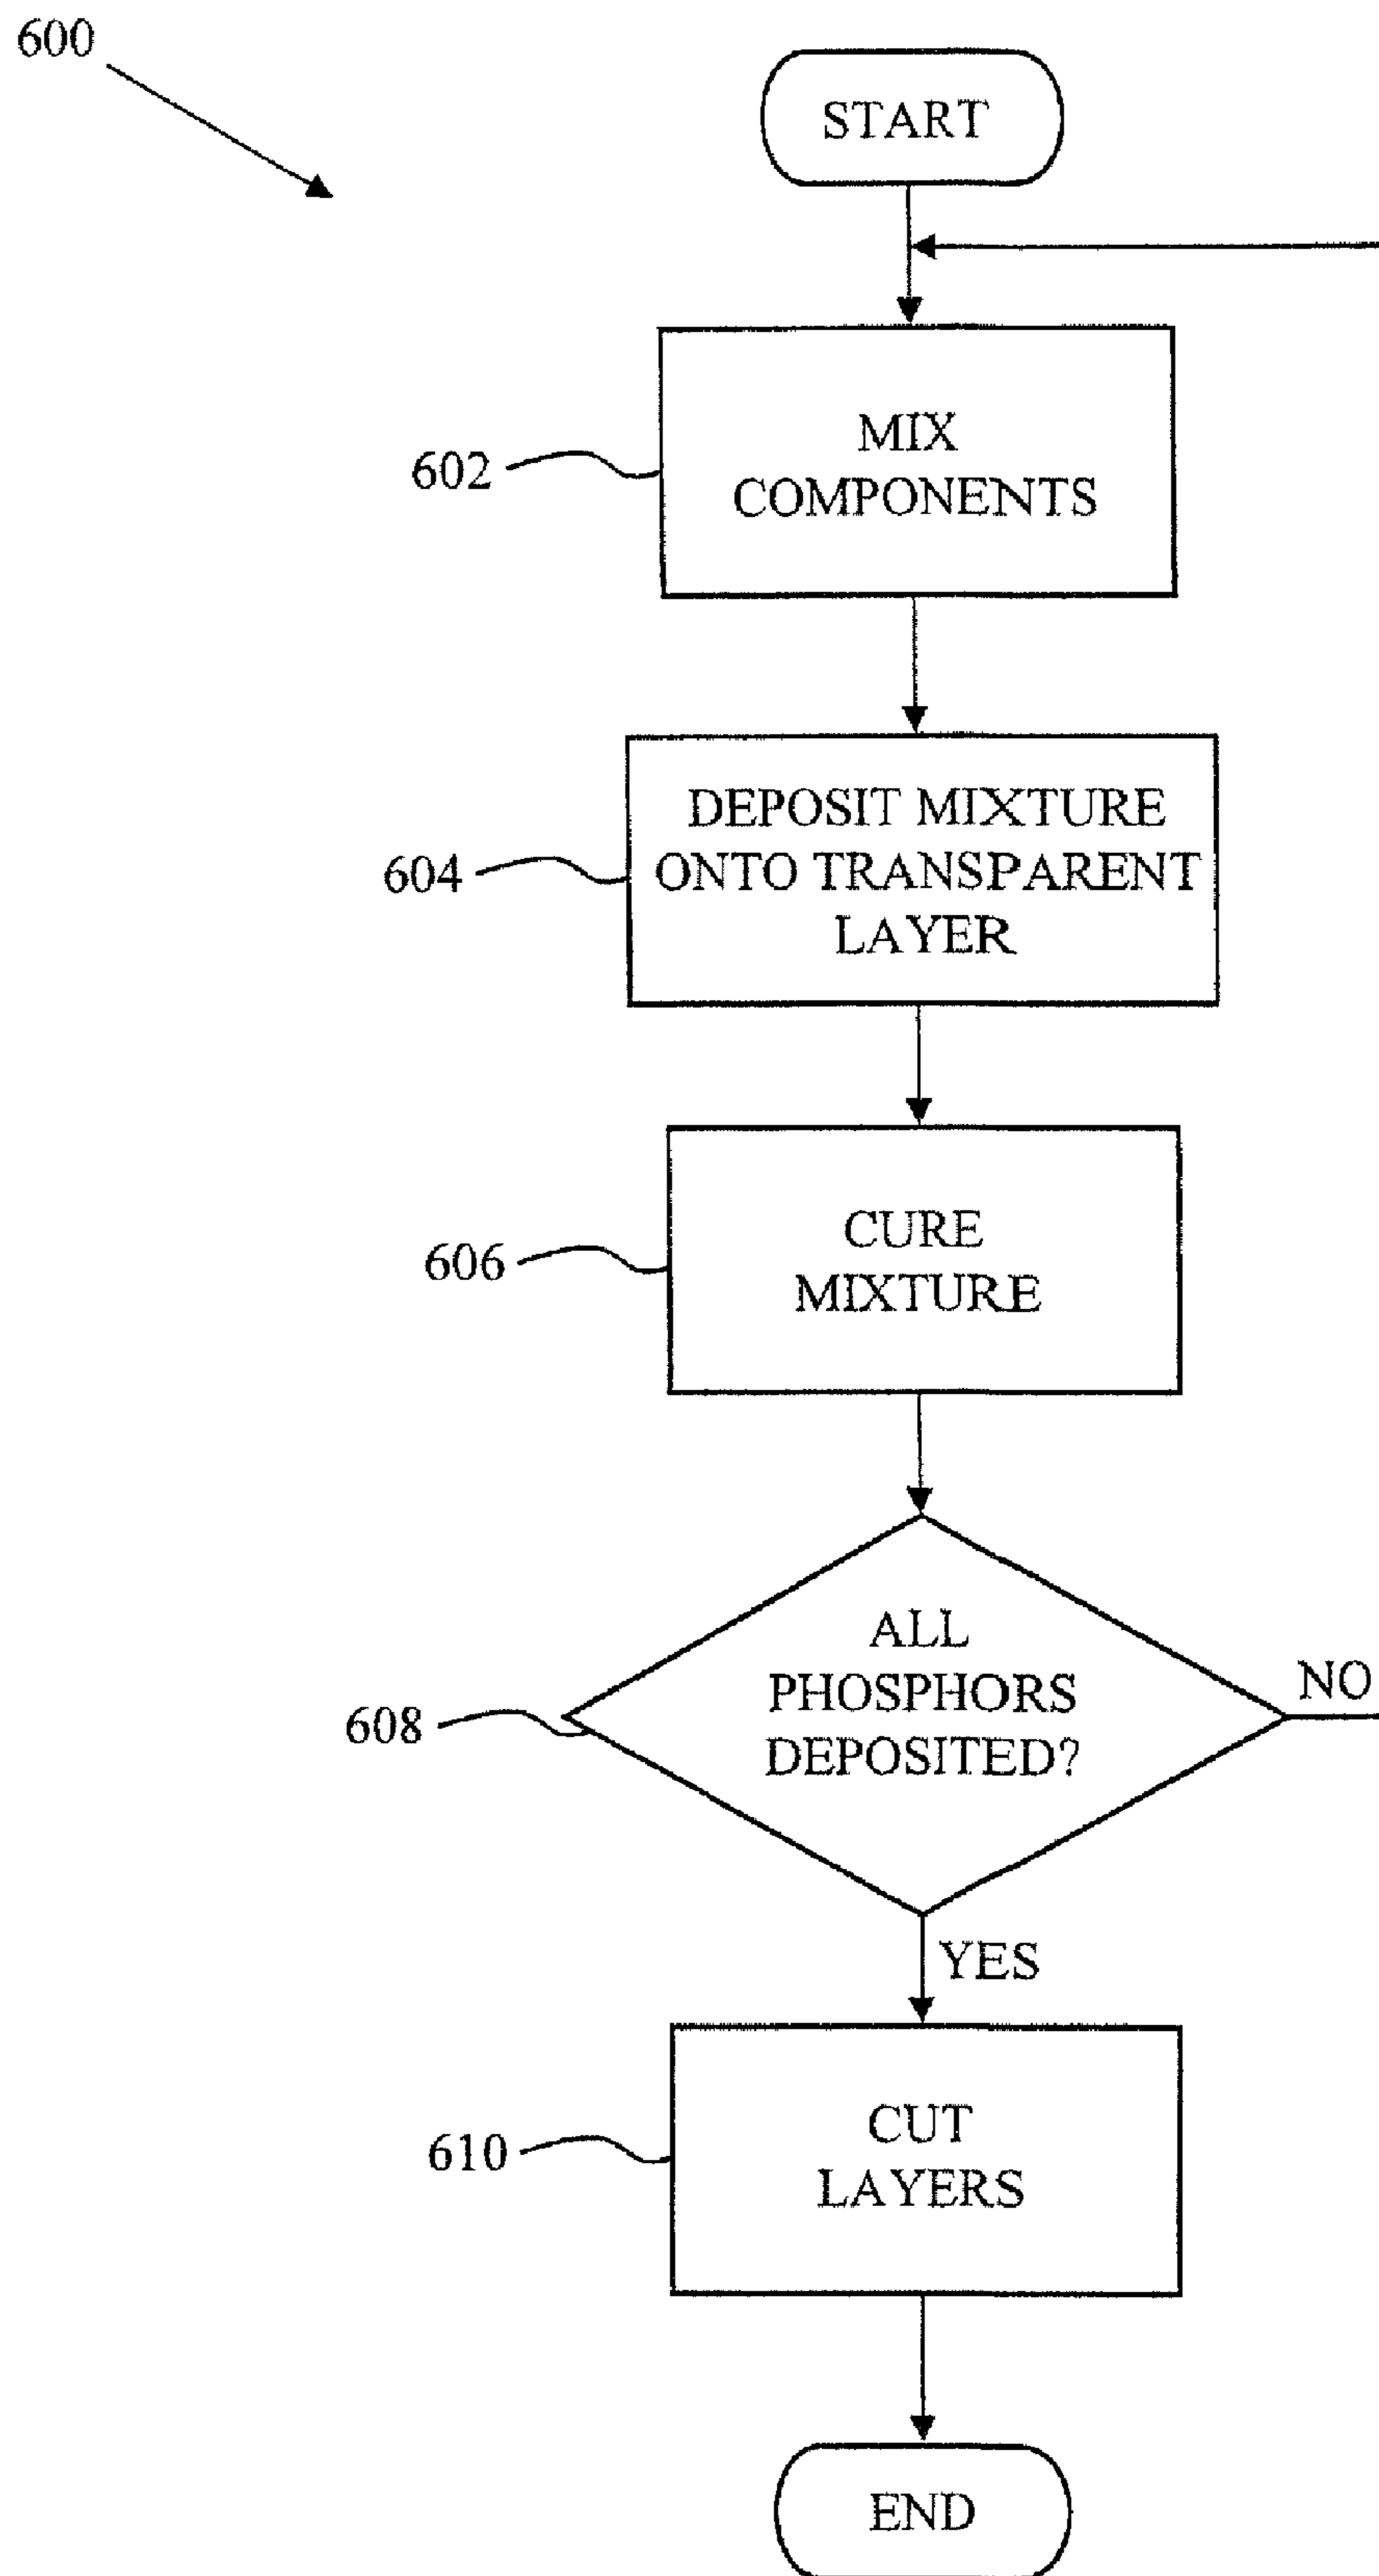 600
START
602
MIX
COMPONENTS
604
DEPOSIT MIXTURE
ONTO TRANSPARENT
LAYER
606
CURE
MIXTURE
608
ALL
PHOSPHORS
DEPOSITED?
NO
YES
610
CUT
LAYERS
END